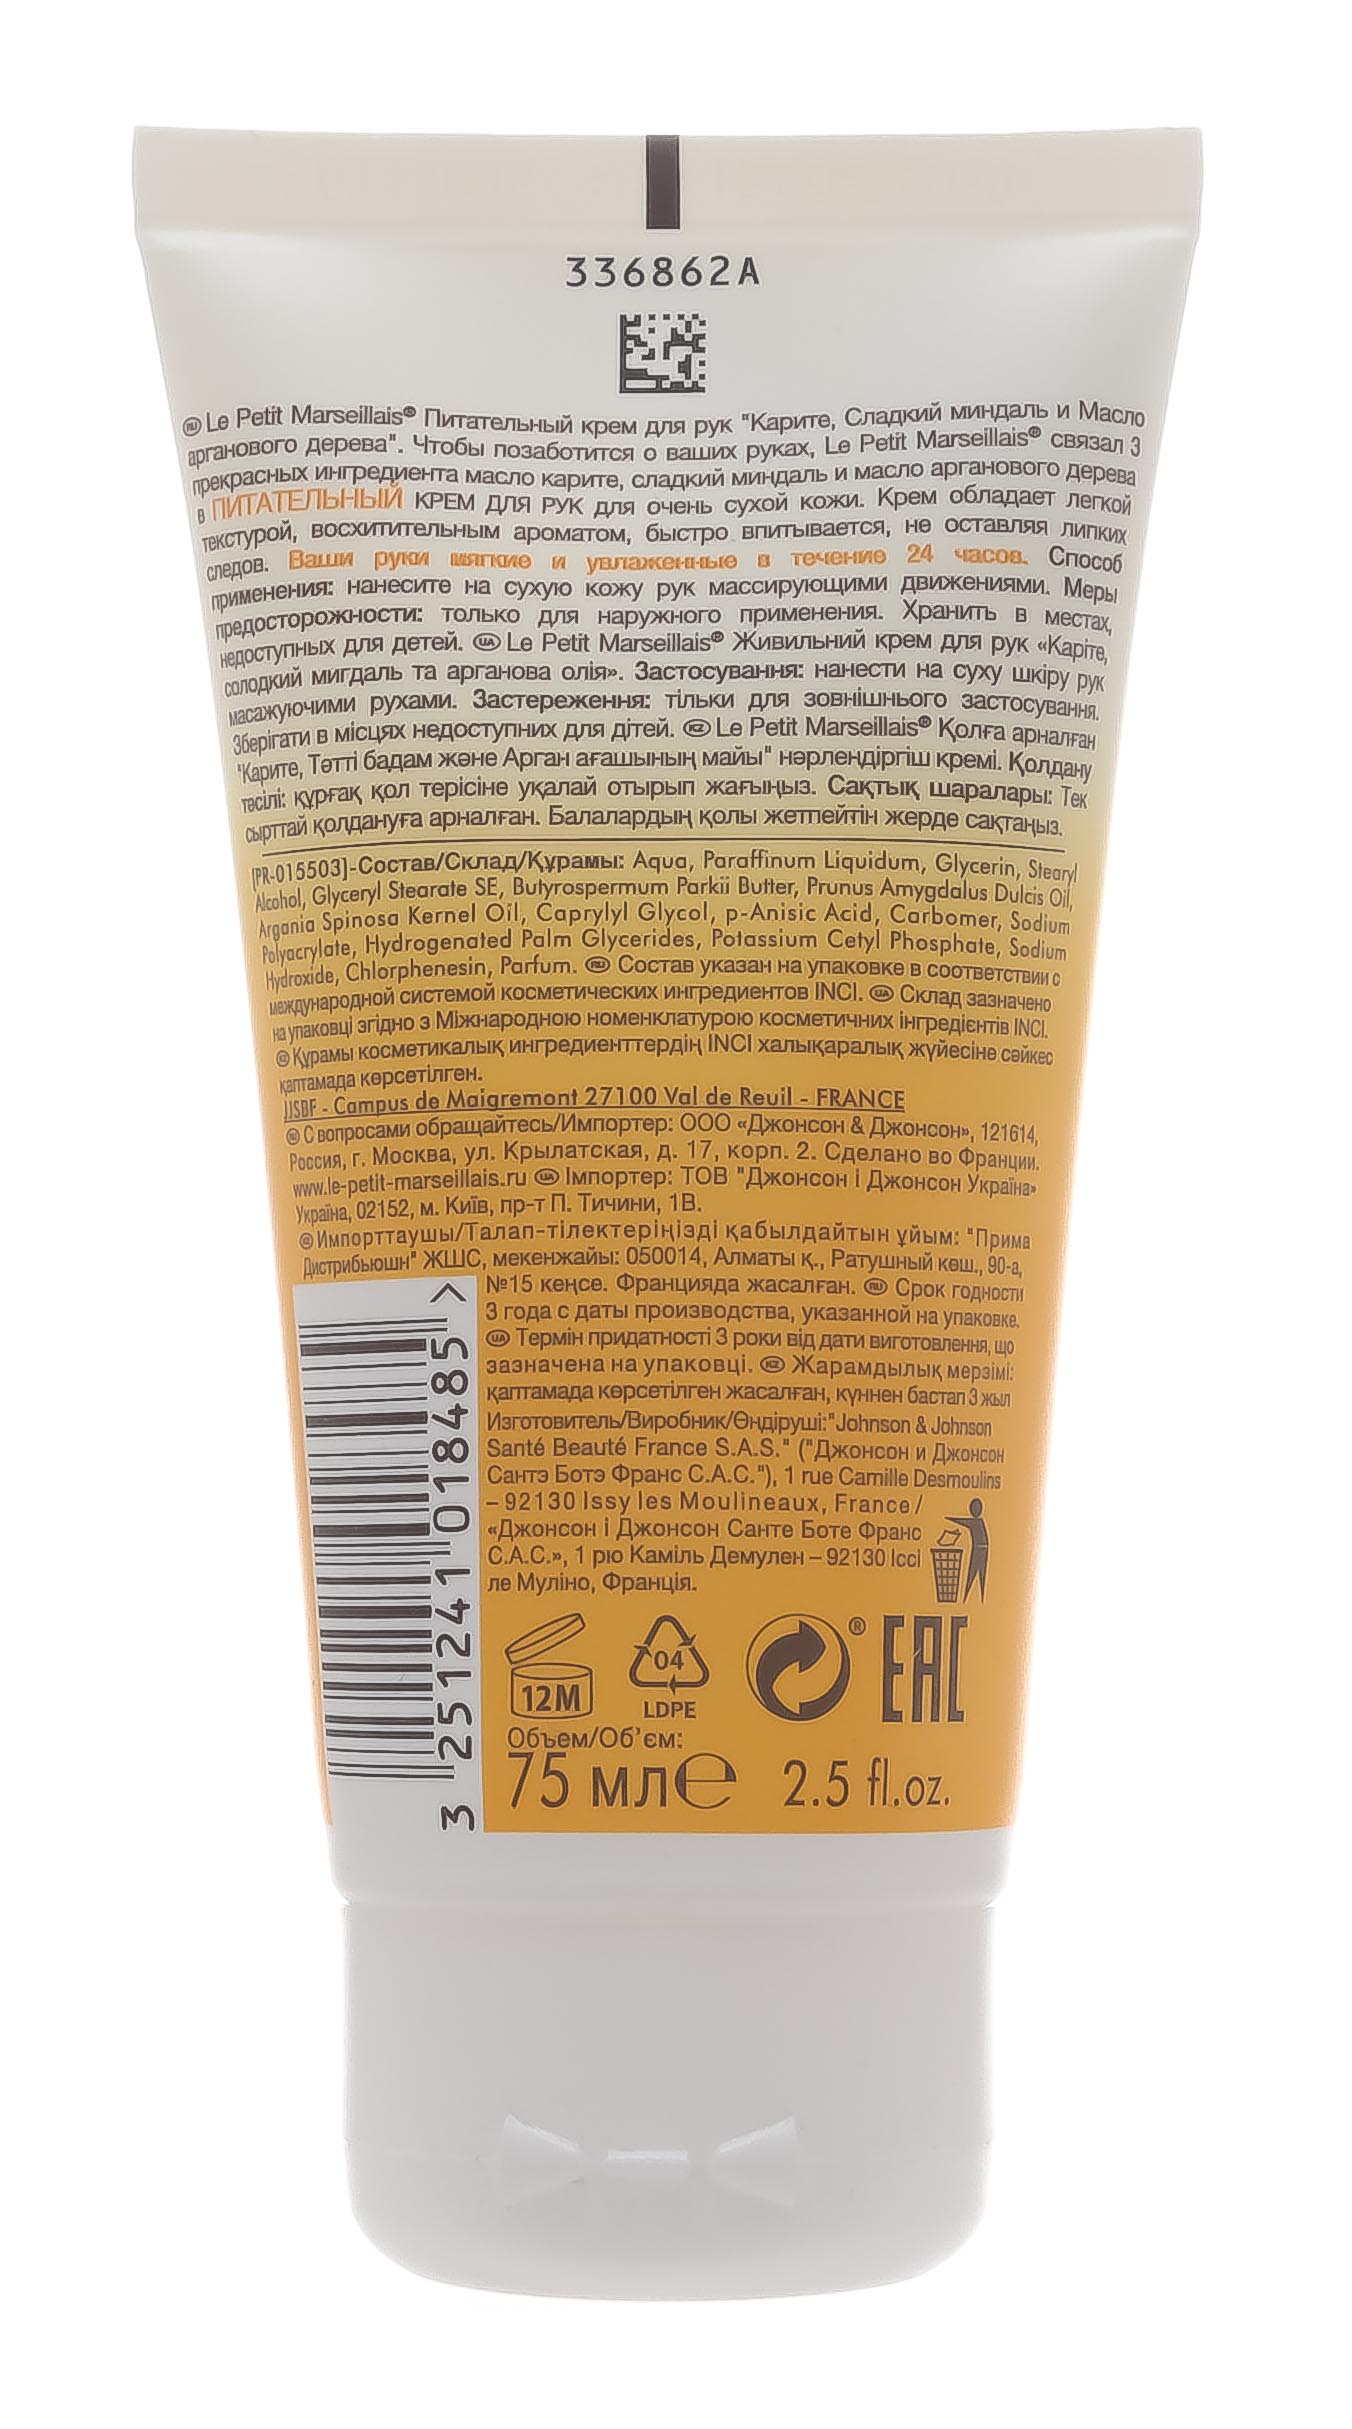 336862A
RU Le Petit Marseillais® Питательный крем для рук "Карите, Сладкий миндаль и Масло
арганового дерева". Чтобы позаботится о ваших руках, Le Petit Marseillais® связал 3
прекрасных ингредиента масло карите, сладкий миндаль и масло арганового дерева
в ПИТАТЕЛЬНЫЙ КРЕМ ДЛЯ РУК для очень сухой кожи. Крем обладает легкой
текстурой, восхитительным ароматом, быстро впитывается, не оставляя липких
следов. Ваши руки мягкие и увлаженные в течение 24 часов. Способ
применения: нанесите на сухую кожу рук массирующими движениями. Меры
предосторожности: только для наружного применения. Хранить в местах,
недоступных для детей. UA Le Petit Marseillais® Живильний крем для рук «Каріте,
солодкий мигдаль та арганова олія». Застосування: нанести на суху шкіру рук
масажуючими рухами. Застереження: тільки для зовнішнього застосування.
Зберігати в місцях недоступних для дітей. KZ Le Petit Marseillais® Қолға арналған
"Карите, Тәтті бадам және Арган ағашының майы" нәрлендіргіш кремі. Қолдану
тәсілі: құрғақ қол терісіне уқалай отырып жағыңыз. Сақтық шаралары: Тек
сырттай қолдануға арналған. Балалардың қолы жетпейтін жерде сақтаңыз.
[PR-015503]-Состав/Склад/Құрамы: Aqua, Paraffinum Liquidum, Glycerin, Stearyl
Alcohol, Glyceryl Stearate SE, Butyrospermum Parkii Butter, Prunus Amygdalus Dulcis Oil,
Argania Spinosa Kernel Oil, Caprylyl Glycol, p-Anisic Acid, Carbomer, Sodium
Polyacrylate, Hydrogenated Palm Glycerides, Potassium Cetyl Phosphate, Sodium
Hydroxide, Chlorphenesin, Parfum. RU Состав указан на упаковке в соответствии с
международной системой косметических ингредиентов INCI. UA Склад зазначено
на упаковці згідно з Міжнародною номенклатурою косметичних інгредієнтів INCI.
KZ Құрамы косметикалық ингредиенттердің INCI халықаралық жүйесіне сәйкес
қаптамада көрсетілген.
JJSBF - Campus de Maigremont 27100 Val de Reuil - FRANCE
RU С вопросами обращайтесь/Импортер: ООО «Джонсон & Джонсон», 121614,
Россия, г. Москва, ул. Крылатская, д. 17, корп. 2. Сделано во Франции.
www.le-petit-marseillais.ru UA Імпортер: ТОВ "Джонсон і Джонсон Україна»
Україна, 02152, м. Київ, пр-т П. Тичини, 1В.
KZ Импорттаушы/Талап-тілектеріңізді қабылдайтын ұйым: "Прима
Дистрибьюшн" ЖШС, мекенжайы: 050014, Алматы қ., Ратушный көш., 90-а,
№15 кеңсе. Францияда жасалған. RU Срок годности
3 года с даты производства, указанной на упаковке.
UA Термін придатності 3 роки від дати виготовлення, що
зазначена на упаковці. KZ Жарамдылық мерзімі:
қаптамада көрсетілген жасалған, күннен бастап 3 жыл
Изготовитель/Виробник/Өндіруші:"Johnson & Johnson
Santé Beauté France S.A.S." ("Джонсон и Джонсон
Сантэ Ботэ Франс С.А.С."), 1 rue Camille Desmoulins
– 92130 Issy les Moulineaux, France/
«Джонсон і Джонсон Санте Боте Франс
С.А.С.», 1 рю Каміль Демулен – 92130 Іссі
ле Муліно, Франція.
3 251241 018485 >
12M
04
LDPE
®
EAC
Объем/Об'єм:
75 мл℮ 2.5 fl.oz.